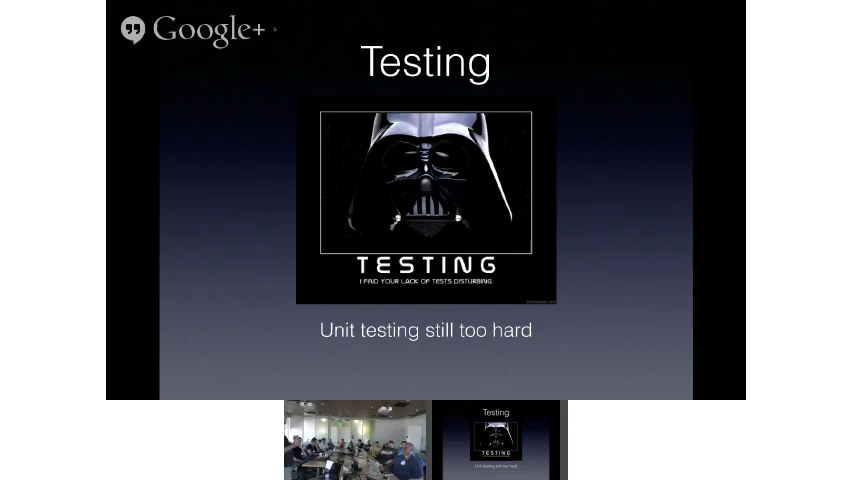 Google+
Testing
TESTING
I FIND YOUR LACK OF TESTS DISTURBING.
Unit testing still too hard
Testing
TESTING
Unit testing still too hard